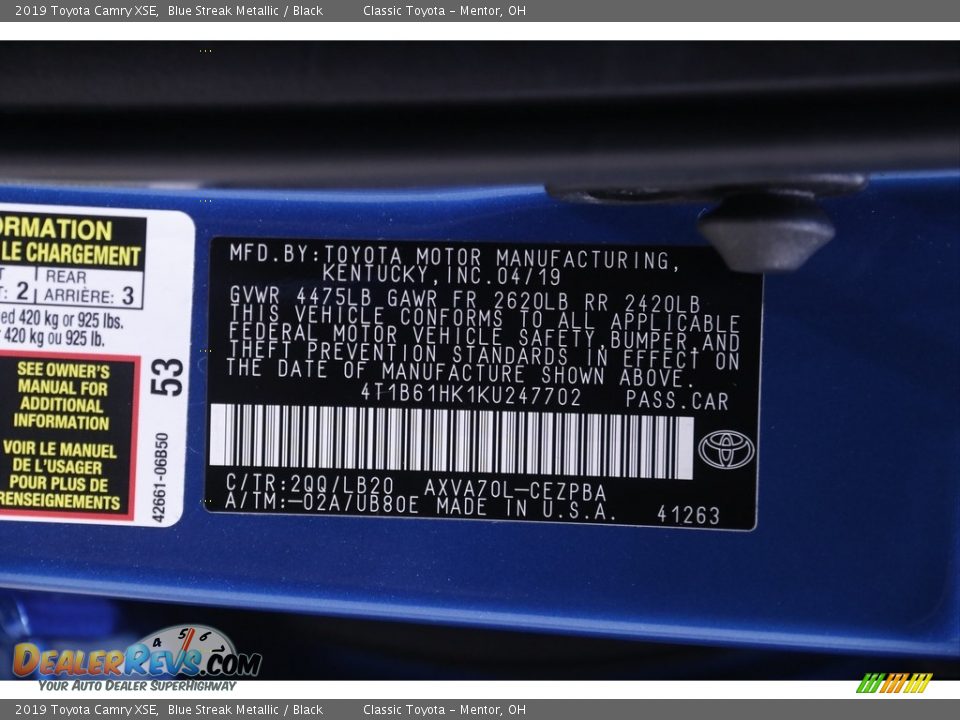 2019 Toyota Camry XSE,  Blue Streak Metallic / Black        Classic Toyota – Mentor, OH
ORMATION
LE CHARGEMENT
T: 2 REAR ARRIÈRE: 3
ed 420 kg or 925 lbs.
420 kg ou 925 lb.
SEE OWNER'S
MANUAL FOR
ADDITIONAL
INFORMATION
VOIR LE MANUEL
DE L'USAGER
POUR PLUS DE
RENSEIGNEMENTS
53
42661-06B50
MFD.BY:TOYOTA MOTOR MANUFACTURING,
KENTUCKY,INC.04/19
GVWR 4475LB GAWR FR 2620LB RR 2420LB
THIS VEHICLE CONFORMS TO ALL APPLICABLE
FEDERAL MOTOR VEHICLE SAFETY,BUMPER,AND
THEFT PREVENTION STANDARDS IN EFFECT ON
THE DATE OF MANUFACTURE SHOWN ABOVE.
4T1B61HK1KU247702 PASS.CAR
C/TR:2QQ/LB20 AXVA70L-CEZPBA
A/TM:-02A/UB80E MADE IN U.S.A. 41263
4 5 6
DealerRevs.com
Your Auto Dealer SuperHighway
2019 Toyota Camry XSE,  Blue Streak Metallic / Black        Classic Toyota – Mentor, OH